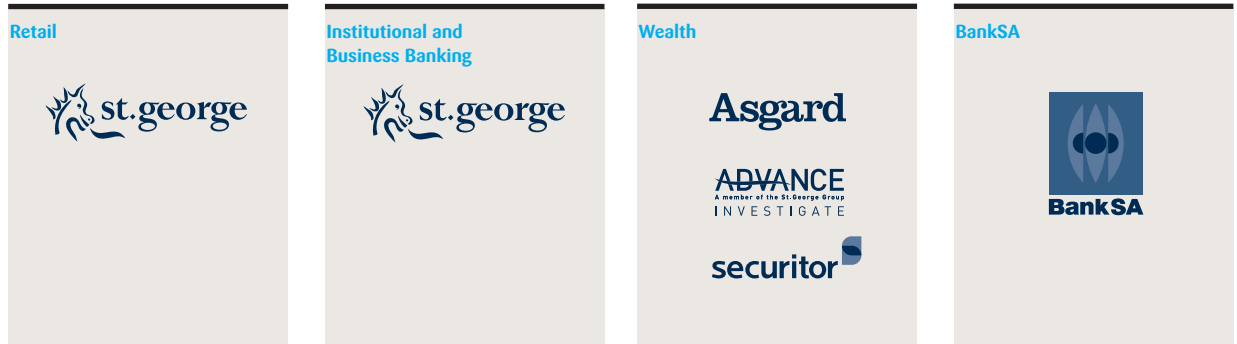 Retail
st.george
Institutional and
Business Banking
st.george
Wealth
Asgard
ADVANCE
A member of the St.George Group
INVESTIGATE
securitor
BankSA
BankSA